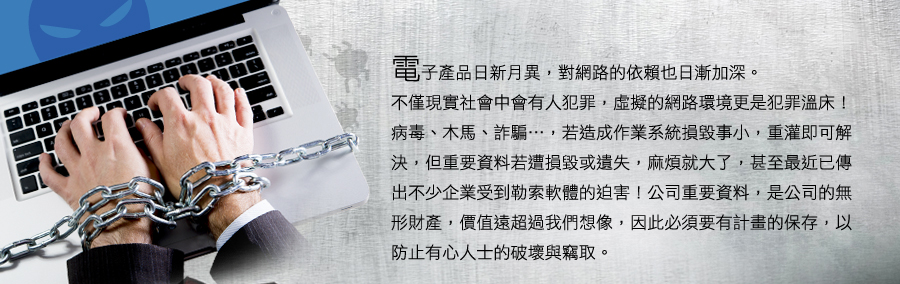 電子產品日新月異，對網路的依賴也日漸加深。
不僅現實社會中會有人犯罪，虛擬的網路環境更是犯罪溫床！
病毒、木馬、詐騙…，若造成作業系統損毀事小，重灌即可解
決，但重要資料若遭損毀或遺失，麻煩就大了，甚至最近已傳
出不少企業受到勒索軟體的迫害！公司重要資料，是公司的無
形財產，價值遠超過我們想像，因此必須要有計畫的保存，以
防止有心人士的破壞與竊取。